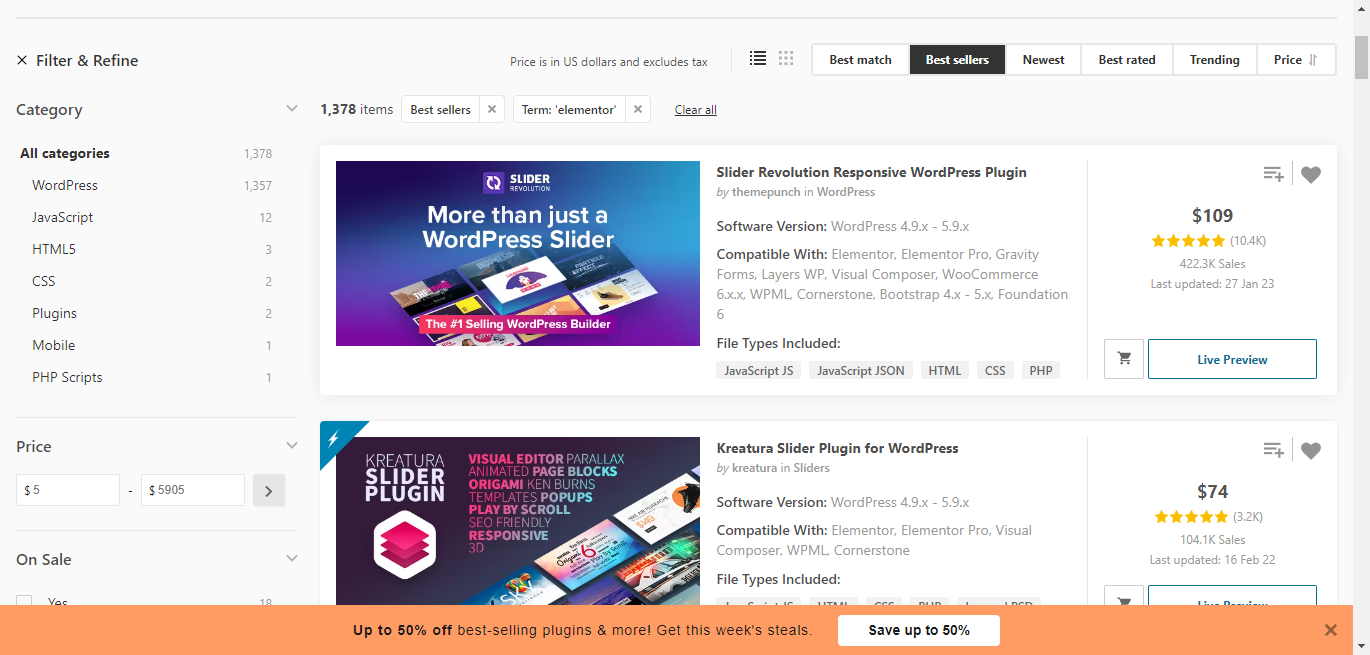 Filter & Refine
Price is in US dollars and excludes tax
Best match
Best sellers
Newest
Best rated
Trending
Price
Category
1,378 items
Best sellers
Term: 'elementor'
Clear all
All categories 1,378
WordPress 1,357
JavaScript 12
HTML5 3
CSS 2
Plugins 2
Mobile 1
PHP Scripts 1
Price
$ 5 - $ 5905
On Sale
Yes 18
SLIDER
REVOLUTION
More than just a
WordPress Slider
The #1 Selling WordPress Builder
Slider Revolution Responsive WordPress Plugin
by themepunch in WordPress
Software Version: WordPress 4.9.x - 5.9.x
Compatible With: Elementor, Elementor Pro, Gravity
Forms, Layers WP, Visual Composer, WooCommerce
6.x.x, WPML, Cornerstone, Bootstrap 4.x - 5.x, Foundation
6
File Types Included:
JavaScript JS
JavaScript JSON
HTML
CSS
PHP
$109
(10.4K)
422.3K Sales
Last updated: 27 Jan 23
Live Preview
KREATURA
SLIDER
PLUGIN
VISUAL EDITOR PARALLAX
ANIMATED PAGE BLOCKS
ORIGAMI KEN BURNS
TEMPLATES POPUPS
PLAY BY SCROLL
SEO FRIENDLY
RESPONSIVE
3D
Kreatura Slider Plugin for WordPress
by kreatura in Sliders
Software Version: WordPress 4.9.x - 5.9.x
Compatible With: Elementor, Elementor Pro, Visual
Composer, WPML, Cornerstone
File Types Included:
JavaScript JS
HTML
CSS
PHP
Layered PSD
$74
(3.2K)
104.1K Sales
Last updated: 16 Feb 22
Live Preview
Up to 50% off best-selling plugins & more! Get this week's steals.
Save up to 50%